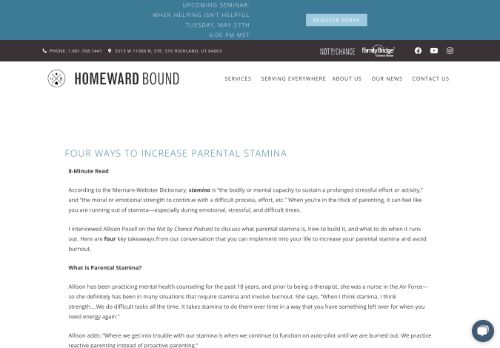 UPCOMING SEMINAR:
WHEN HELPING ISN'T HELPFUL
TUESDAY, MAY 27TH
6:00 PM MST
REGISTER TODAY
PHONE: 1.801.768.1441
5513 W 11000 N, STE. 316 HIGHLAND, UT 84003
NOT BY CHANCE
FamilyBridge
HOMEWARD BOUND
SERVICES
SERVING EVERYWHERE
ABOUT US
OUR NEWS
CONTACT US
FOUR WAYS TO INCREASE PARENTAL STAMINA
8-Minute Read
According to the Merriam-Webster Dictionary, stamina is "the bodily or mental capacity to sustain a prolonged stressful effort or activity,"
and "the moral or emotional strength to continue with a difficult process, effort, etc." When you're in the thick of parenting, it can feel like
you are running out of stamina—especially during emotional, stressful, and difficult times.
I interviewed Allison Posell on the Not by Chance Podcast to discuss what parental stamina is, how to build it, and what to do when it runs
out. Here are four key takeaways from our conversation that you can implement into your life to increase your parental stamina and avoid
burnout.
What is Parental Stamina?
Allison has been practicing mental health counseling for the past 18 years, and prior to being a therapist, she was a nurse in the Air Force—
so she definitely has been in many situations that require stamina and involve burnout. She says, "When I think stamina, I think
strength....We do difficult tasks all the time. It takes stamina to do them over time in a way that you have something left over for when you
need energy again."
Allison adds: "Where we get into trouble with our stamina is when we continue to function on auto-pilot until we are burned out. We practice
reactive parenting instead of proactive parenting."